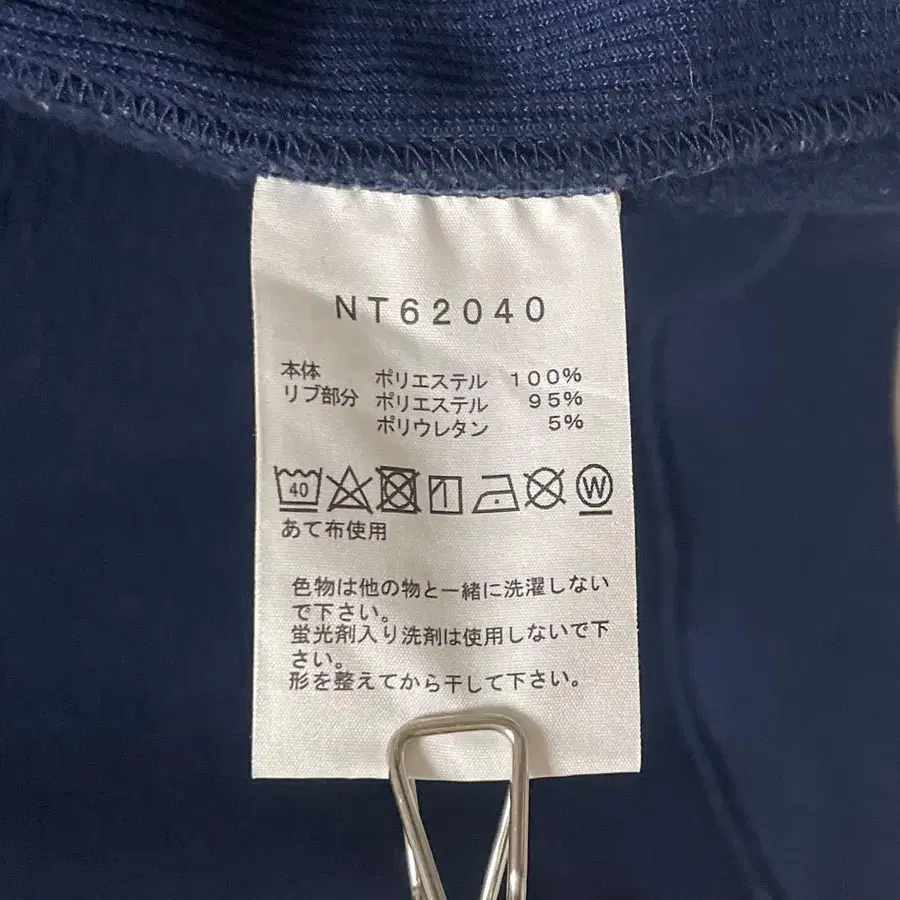 NT62040
本体 ポリエステル 100%
リブ部分 ポリエステル 95%
ポリウレタン 5%
40 W
あて布使用
色物は他の物と一緒に洗濯しない
で下さい。
蛍光剤入り洗剤は使用しないで下
さい。
形を整えてから干して下さい。